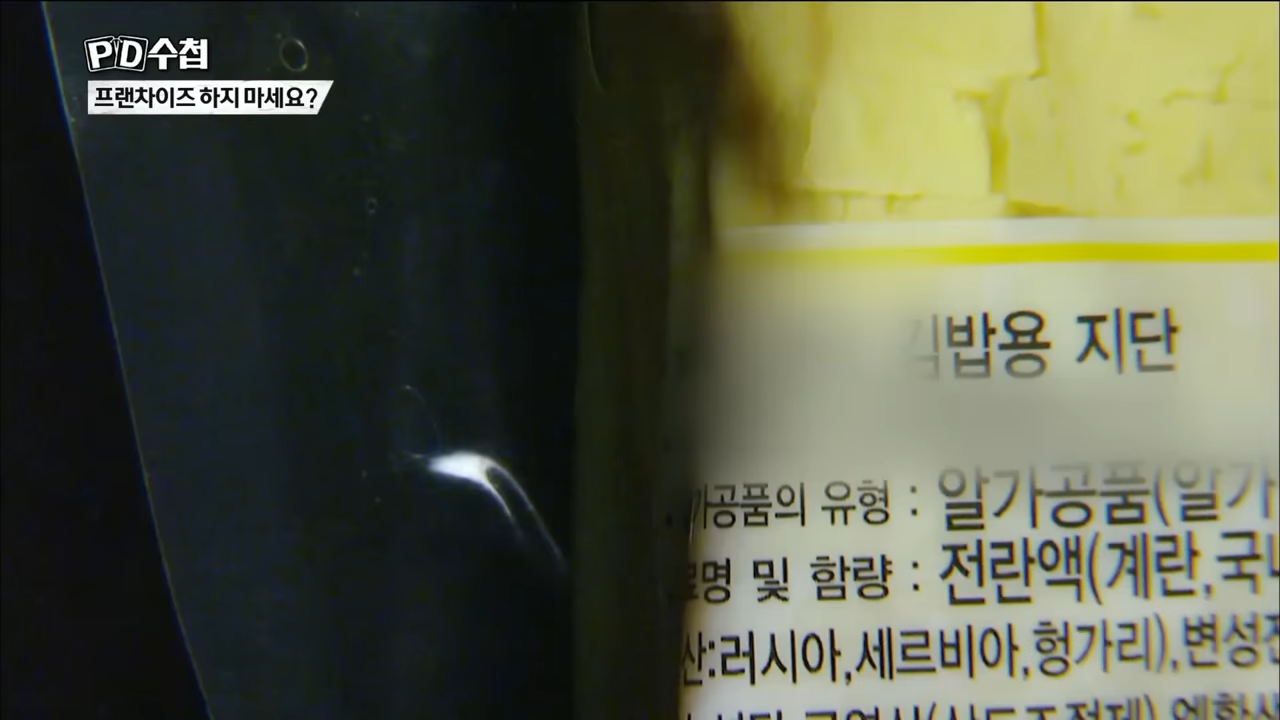 PD수첩
프랜차이즈 하지 마세요?
김밥용 지단
가공품의 유형 : 알가공품(알가
명 및 함량 : 전란액(계란,국
산:러시아,세르비아,헝가리),변성